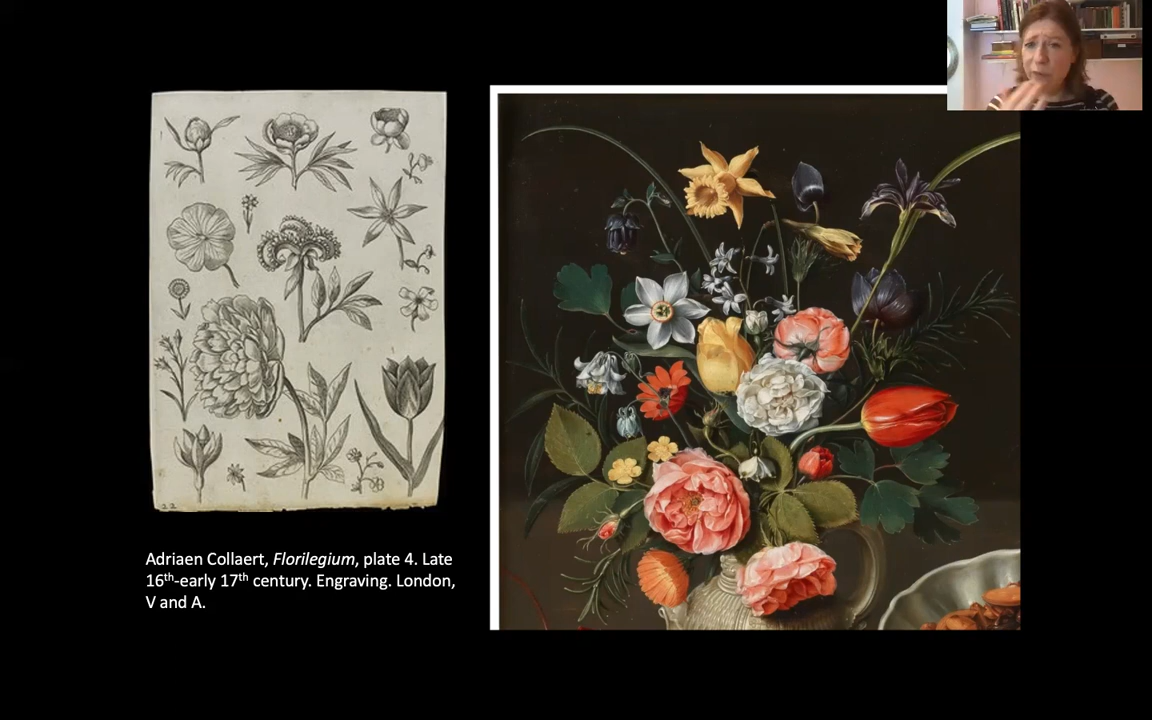 Adriaen Collaert, Florilegium, plate 4. Late
16th-early 17th century. Engraving. London,
V and A.